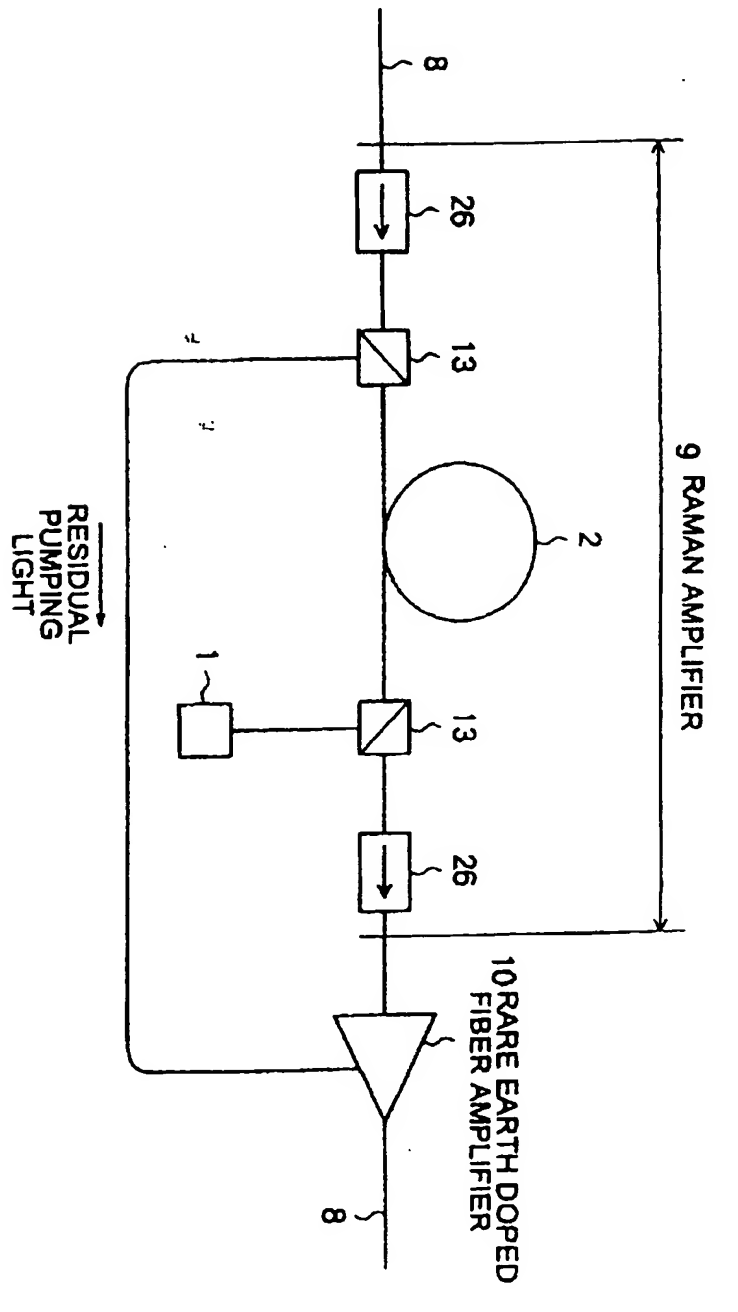 9 RAMAN AMPLIFIER
8
26
13
2
13
26
10 RARE EARTH DOPED
FIBER AMPLIFIER
8
1
RESIDUAL
PUMPING
LIGHT